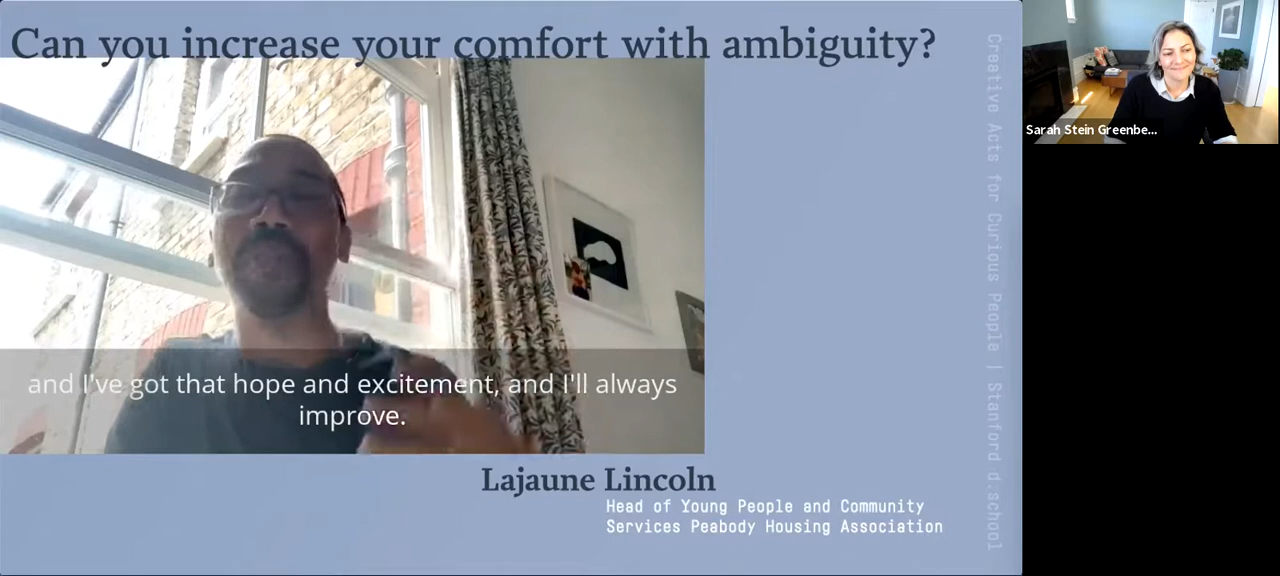 Can you increase your comfort with ambiguity?
and I've got that hope and excitement, and I'll always
improve.
Lajaune Lincoln
Head of Young People and Community
Services Peabody Housing Association
Creative Acts for Curious People | Stanford d.school
Sarah Stein Greenbe...